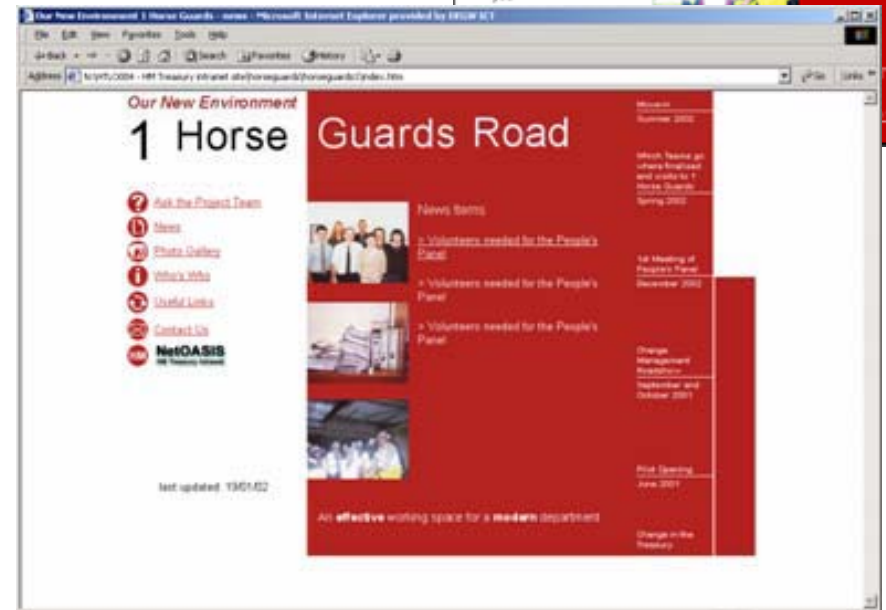 Our New Environment 1 Horse Guards - news - Microsoft Internet Explorer provided by
File Edit View Favorites Tools Help
Back Search Favorites History
Address
Go Links
Our New Environment
1 Horse Guards Road
Ask the Project Team
News
Photo Gallery
Who's Who
Useful Links
Contact Us
NetOASIS
HM Treasury Intranet
last updated: 19/01/02
News Items
> Volunteers needed for the People's
Panel
> Volunteers needed for the People's
Panel
> Volunteers needed for the People's
Panel
An effective working space for a modern department
Move in
Summer 2002
Which Teams go
where finalised
and visits to 1
Horse Guards
Spring 2002
1st Meeting of
People's Panel
December 2002
Change
Management
Roadshow
September and
October 2001
Pilot Opening
June 2001
Change in the
Treasury